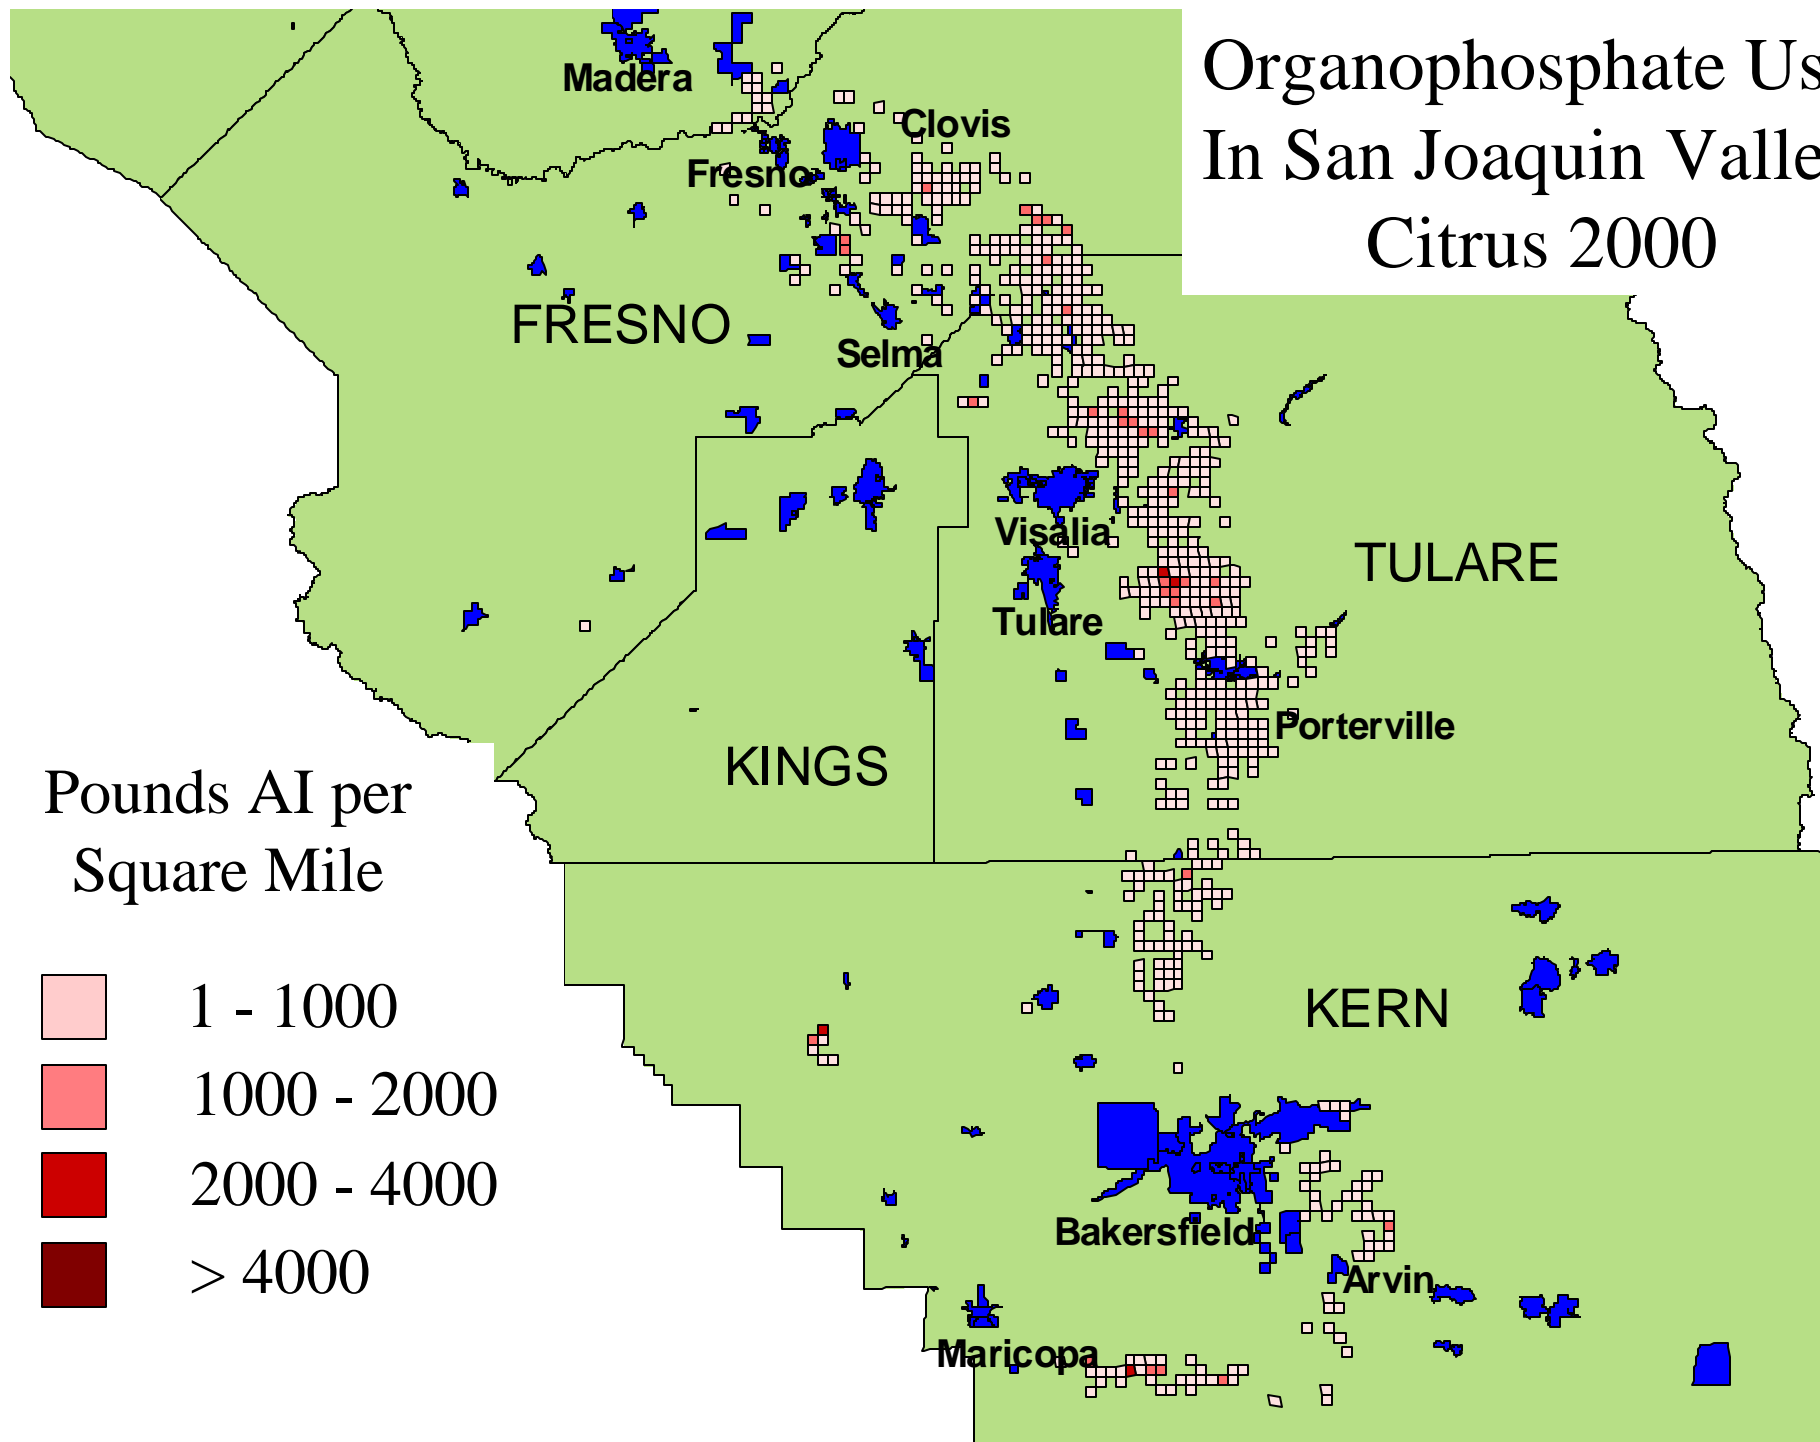 Organophosphate Us
In San Joaquin Valle
Citrus 2000
Madera
Clovis
Fresno
FRESNO
Selma
Visalia
TULARE
Tulare
Porterville
KINGS
Pounds AI per
Square Mile
1 - 1000
1000 - 2000
2000 - 4000
> 4000
KERN
Bakersfield
Arvin
Maricopa